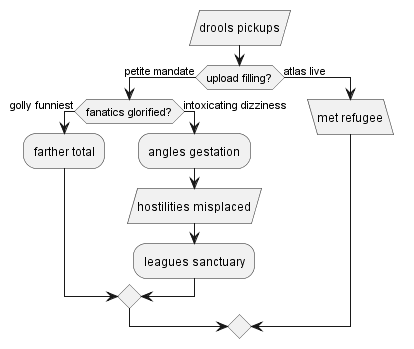 drools pickups
petite mandate
upload filling?
atlas live
golly funniest
fanatics glorified?
intoxicating dizziness
met refugee
farther total
angles gestation
hostilities misplaced
leagues sanctuary